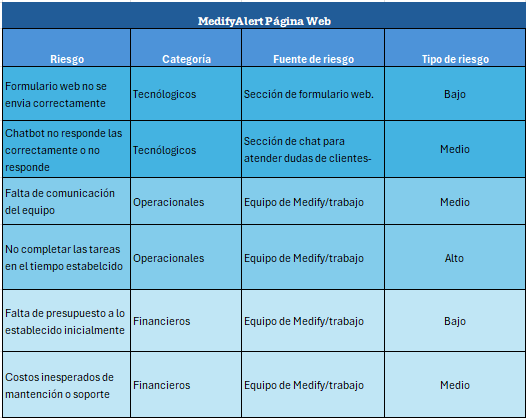 MedifyAlert Página Web
Riesgo Categoria Fuente de riesgo Tipo de riesgo
Formulario web no se
envia correctamente
Tecnólogicos
Sección de formulario web.
Bajo
Chatbot no responde las
correctamente o no
responde
Tecnólogicos
Sección de chat para
atender dudas de clientes-
Medio
Falta de comunicación
del equipo
Operacionales
Equipo de Medify/trabajo
Medio
No completar las tareas
en el tiempo estabelcido
Operacionales
Equipo de Medify/trabajo
Alto
Falta de presupuesto a lo
establecido inicialmente
Financieros
Equipo de Medify/trabajo
Bajo
Costos inesperados de
mantención o soporte
Financieros
Equipo de Medify/trabajo
Medio